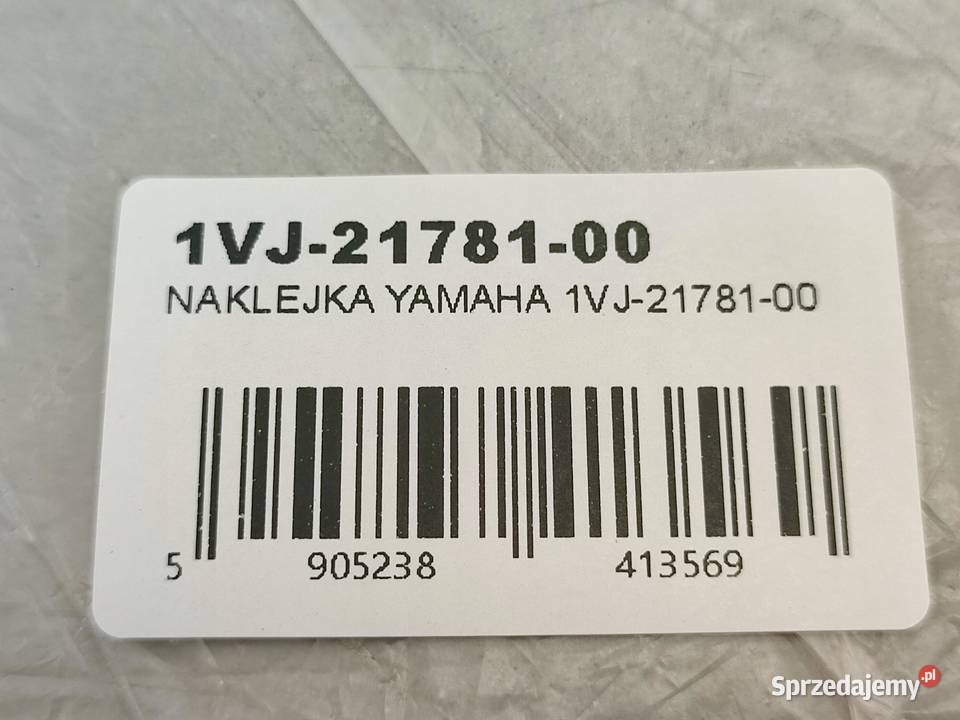 1VJ-21781-00
NAKLEJKA YAMAHA 1VJ-21781-00
5 905238 413569
Sprzedajemy.pl